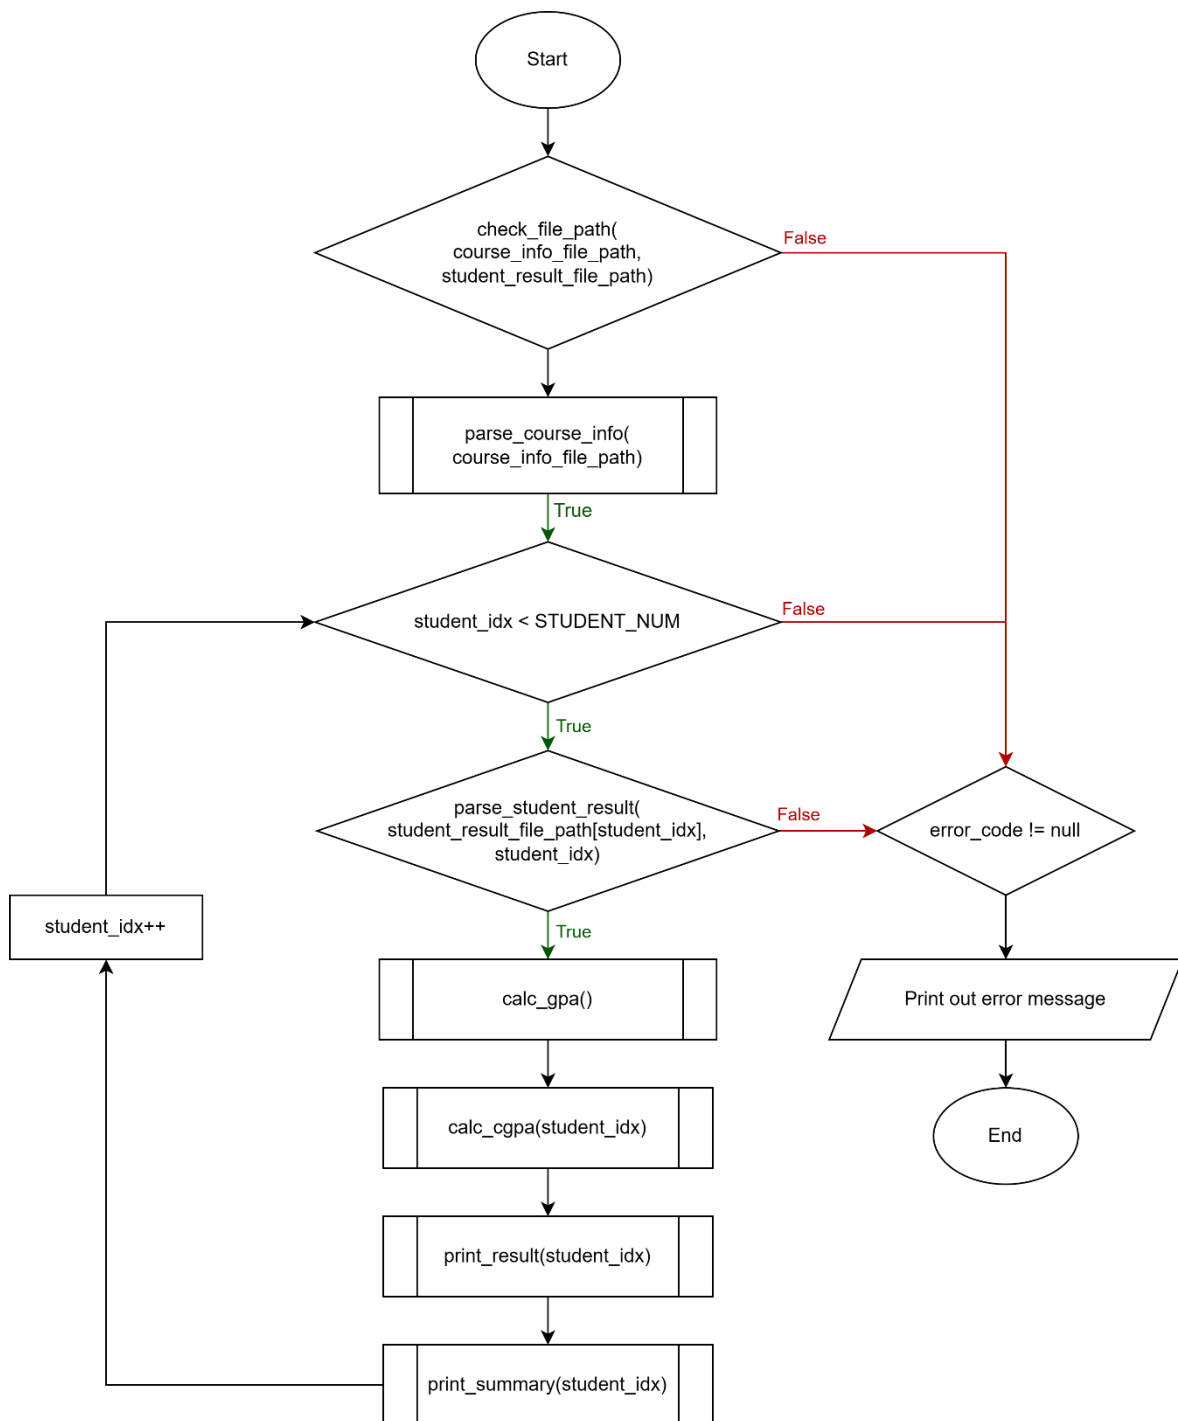 Start
check_file_path(
course_info_file_path,
student_result_file_path)
False
parse_course_info(
course_info_file_path)
True
student_idx < STUDENT_NUM
False
True
parse_student_result(
student_result_file_path[student_idx],
student_idx)
False
error_code != null
student_idx++
True
calc_gpa()
Print out error message
calc_cgpa(student_idx)
End
print_result(student_idx)
print_summary(student_idx)